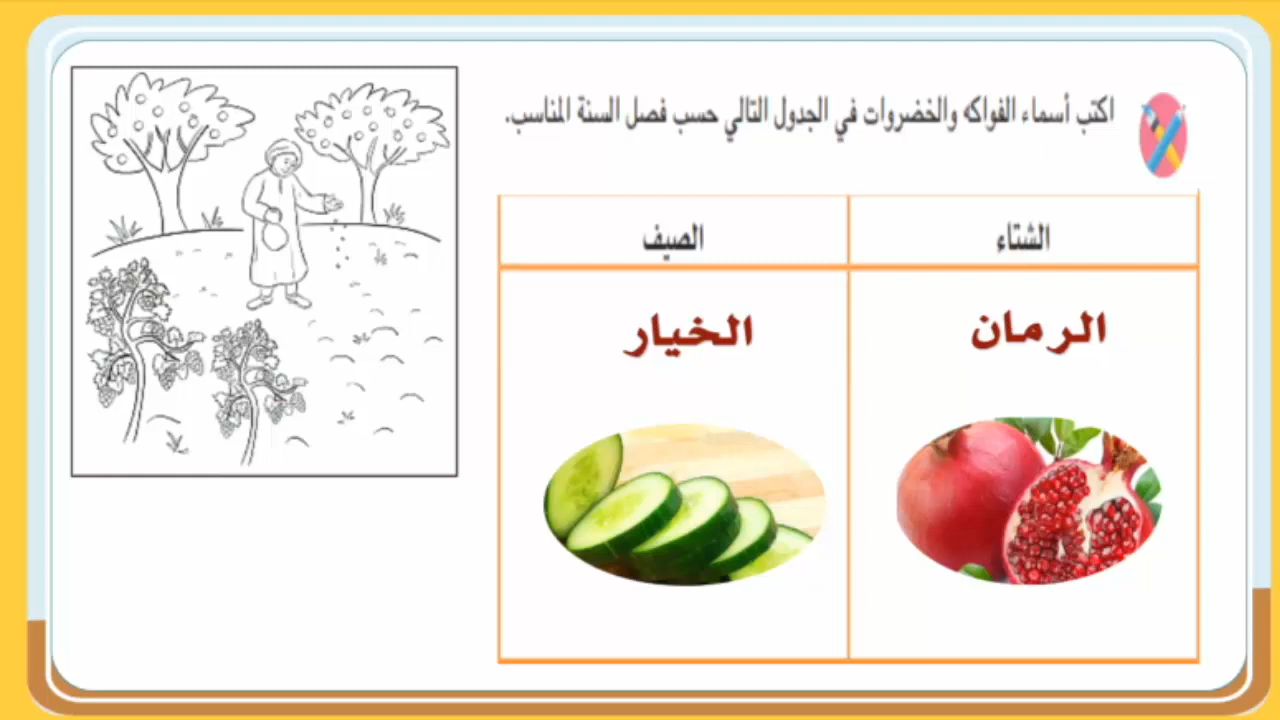 اكتب أسماء الفواكه والخضروات في الجدول التالي حسب فصل السنة المناسب.
الشتاء
الصيف
الرمان
الخيار